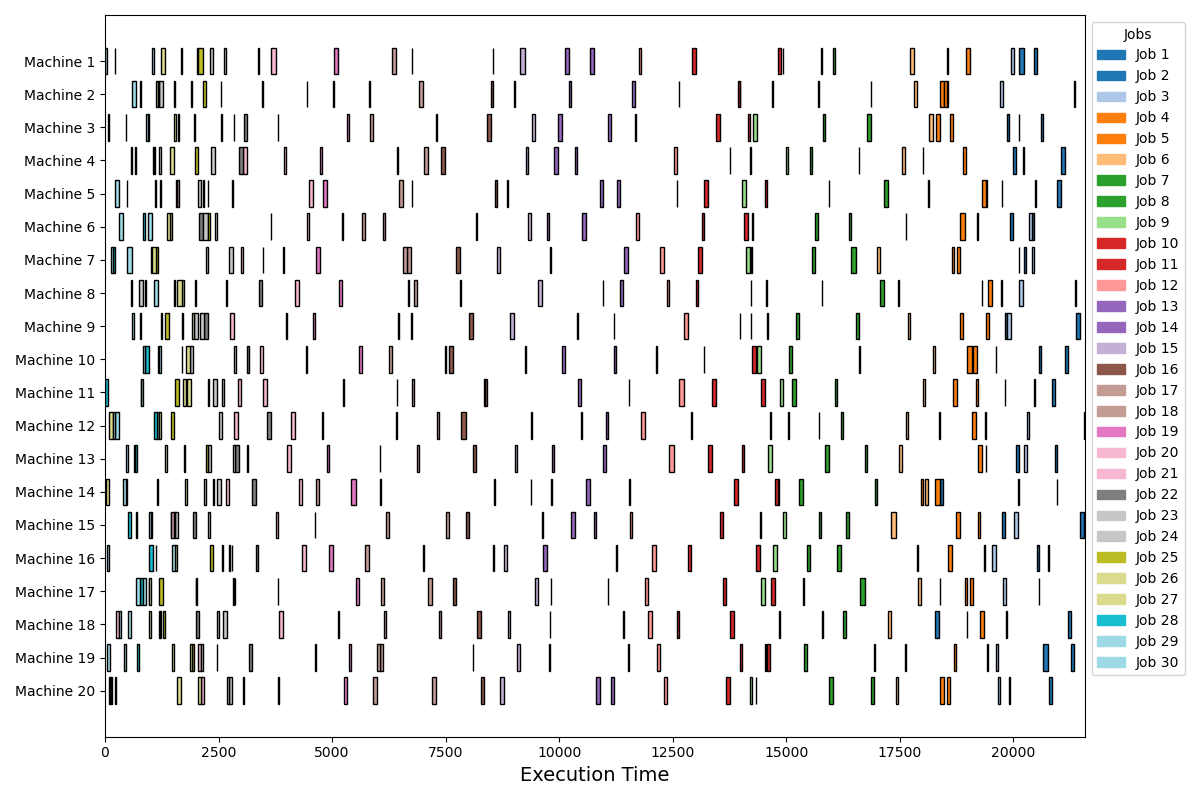 Machine 1
Machine 2
Machine 3
Machine 4
Machine 5
Machine 6
Machine 7
Machine 8
Machine 9
Machine 10
Machine 11
Machine 12
Machine 13
Machine 14
Machine 15
Machine 16
Machine 17
Machine 18
Machine 19
Machine 20
0 2500 5000 7500 10000 12500 15000 17500 20000
Execution Time
Jobs
Job 1
Job 2
Job 3
Job 4
Job 5
Job 6
Job 7
Job 8
Job 9
Job 10
Job 11
Job 12
Job 13
Job 14
Job 15
Job 16
Job 17
Job 18
Job 19
Job 20
Job 21
Job 22
Job 23
Job 24
Job 25
Job 26
Job 27
Job 28
Job 29
Job 30